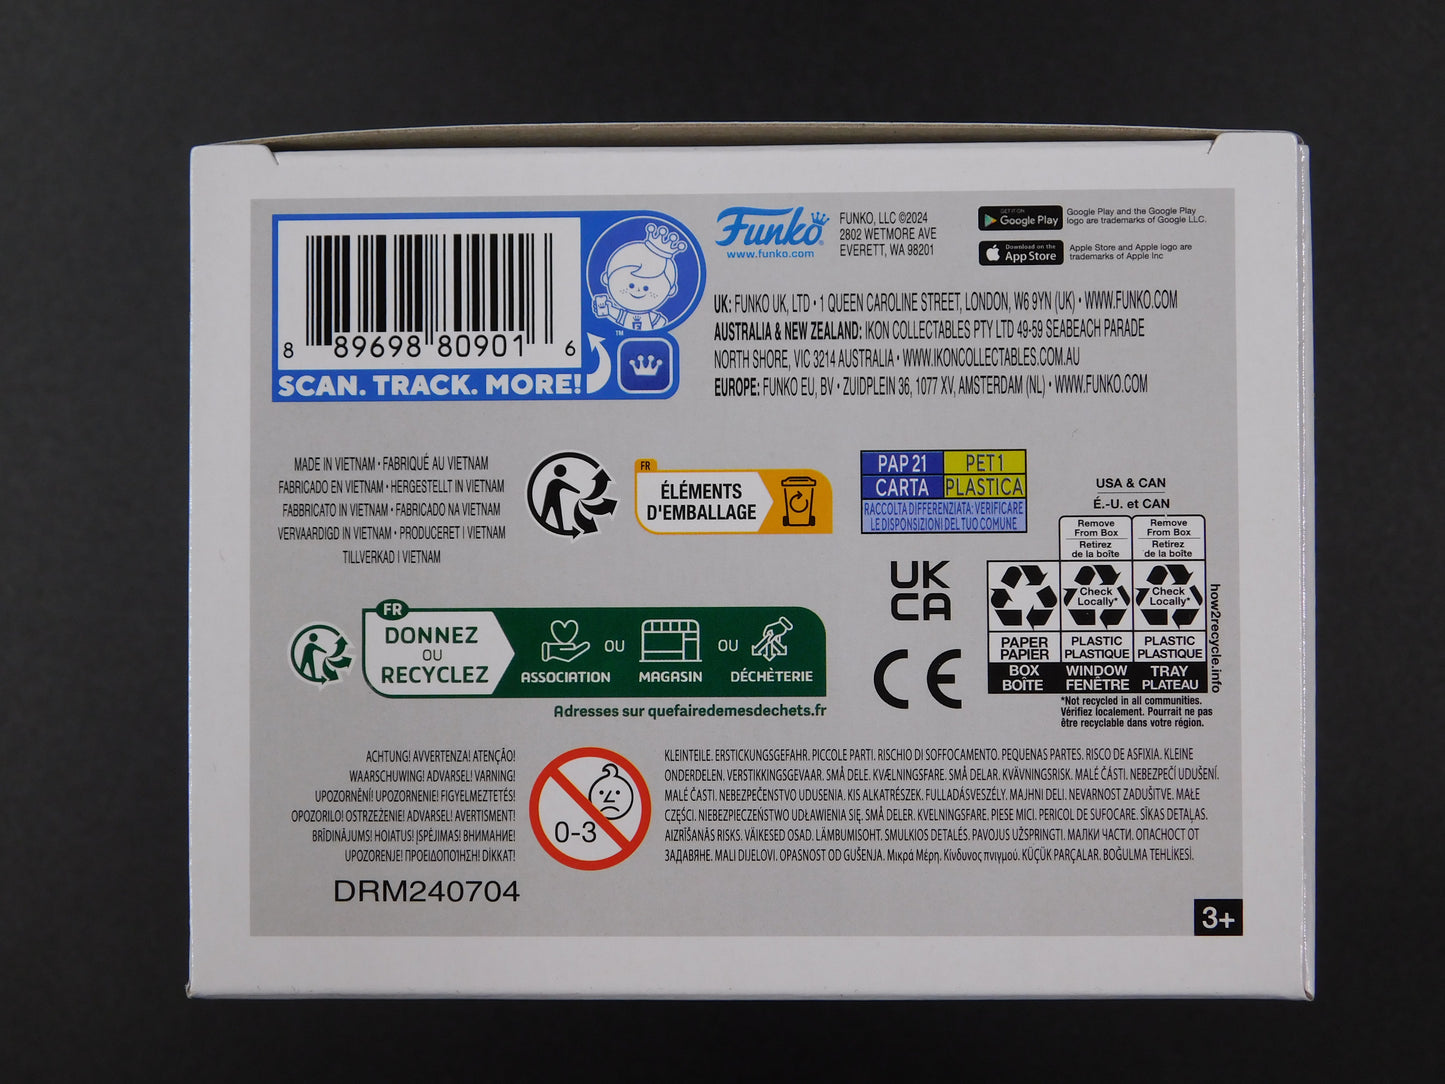 8 89698 80901 6
SCAN. TRACK. MORE!
™
Funko®
www.funko.com
FUNKO, LLC ©2024
2802 WETMORE AVE
EVERETT, WA 98201
GET IT ON
Google Play
Google Play and the Google Play
logo are trademarks of Google LLC.
Download on the
App Store
Apple Store and Apple logo are
trademarks of Apple Inc
UK: FUNKO UK, LTD • 1 QUEEN CAROLINE STREET, LONDON, W6 9YN (UK) • WWW.FUNKO.COM
AUSTRALIA & NEW ZEALAND: IKON COLLECTABLES PTY LTD 49-59 SEABEACH PARADE
NORTH SHORE, VIC 3214 AUSTRALIA • WWW.IKONCOLLECTABLES.COM.AU
EUROPE: FUNKO EU, BV • ZUIDPLEIN 36, 1077 XV, AMSTERDAM (NL) • WWW.FUNKO.COM
MADE IN VIETNAM • FABRIQUÉ AU VIETNAM
FABRICADO EN VIETNAM • HERGESTELLT IN VIETNAM
FABBRICATO IN VIETNAM • FABRICADO NA VIETNAM
VERVAARDIGD IN VIETNAM • PRODUCERET I VIETNAM
TILLVERKAD I VIETNAM
FR
ÉLÉMENTS
D'EMBALLAGE
PAP 21 PET 1
CARTA PLASTICA
RACCOLTA DIFFERENZIATA: VERIFICARE
LE DISPONSIZIONI DEL TUO COMUNE
USA & CAN
É.-U. et CAN
Remove
From Box
Retirez
de la boîte
Remove
From Box
Retirez
de la boîte
Check
Locally*
Check
Locally*
PAPER
PAPIER
BOX
BOÎTE
PLASTIC
PLASTIQUE
WINDOW
FENÊTRE
PLASTIC
PLASTIQUE
TRAY
PLATEAU
how2recycle.info
*Not recycled in all communities.
Vérifiez localement. Pourrait ne pas
être recyclable dans votre région.
UK
CA
CE
FR
DONNEZ
OU
RECYCLEZ
ASSOCIATION
OU
MAGASIN
OU
DÉCHÈTERIE
Adresses sur quefairedemesdechets.fr
ACHTUNG! AVVERTENZA! ATENÇÃO!
WAARSCHUWING! ADVARSEL! VARNING!
UPOZORNĚNÍ! UPOZORNENIE! FIGYELMEZTETÉS!
OPOZORILO! OSTRZEŻENIE! ADVARSEL! AVERTISMENT!
BRĪDINĀJUMS! HOIATUS! ĮSPĖJIMAS! ВНИМАНИЕ!
UPOZORENJE! ΠΡΟΕΙΔΟΠΟΊΗΣΗ! DİKKAT!
0-3
KLEINTEILE. ERSTICKUNGSGEFAHR. PICCOLE PARTI. RISCHIO DI SOFFOCAMENTO. PEQUENAS PARTES. RISCO DE ASFIXIA. KLEINE
ONDERDELEN. VERSTIKKINGSGEVAAR. SMÅ DELE. KVÆLNINGSFARE. SMÅ DELAR. KVÄVNINGSRISK. MALÉ ČÁSTI. NEBEZPEČÍ UDUŠENÍ.
MALÉ ČASTI. NEBEZPEČENSTVO UDUSENIA. KIS ALKATRÉSZEK. FULLADÁSVESZÉLY. MAJHNI DELI. NEVARNOST ZADUŠITVE. MAŁE
CZĘŚCI. NIEBEZPIECZEŃSTWO UDŁAWIENIA SIĘ. SMÅ DELER. KVELNINGSFARE. PIESE MICI. PERICOL DE SUFOCARE. SĪKAS DETAĻAS.
AIZRĪŠANĀS RISKS. VÄIKESED OSAD. LÄMBUMISOHT. SMULKIOS DETALĖS. PAVOJUS UŽSPRINGTI. МАЛКИ ЧАСТИ. ОПАСНОСТ ОТ
ЗАДАВЯНЕ. MALI DIJELOVI. OPASNOST OD GUŠENJA. Μικρά Μέρη. Κίνδυνος πνιγμού. KÜÇÜK PARÇALAR. BOĞULMA TEHLİKESİ.
DRM240704
3+